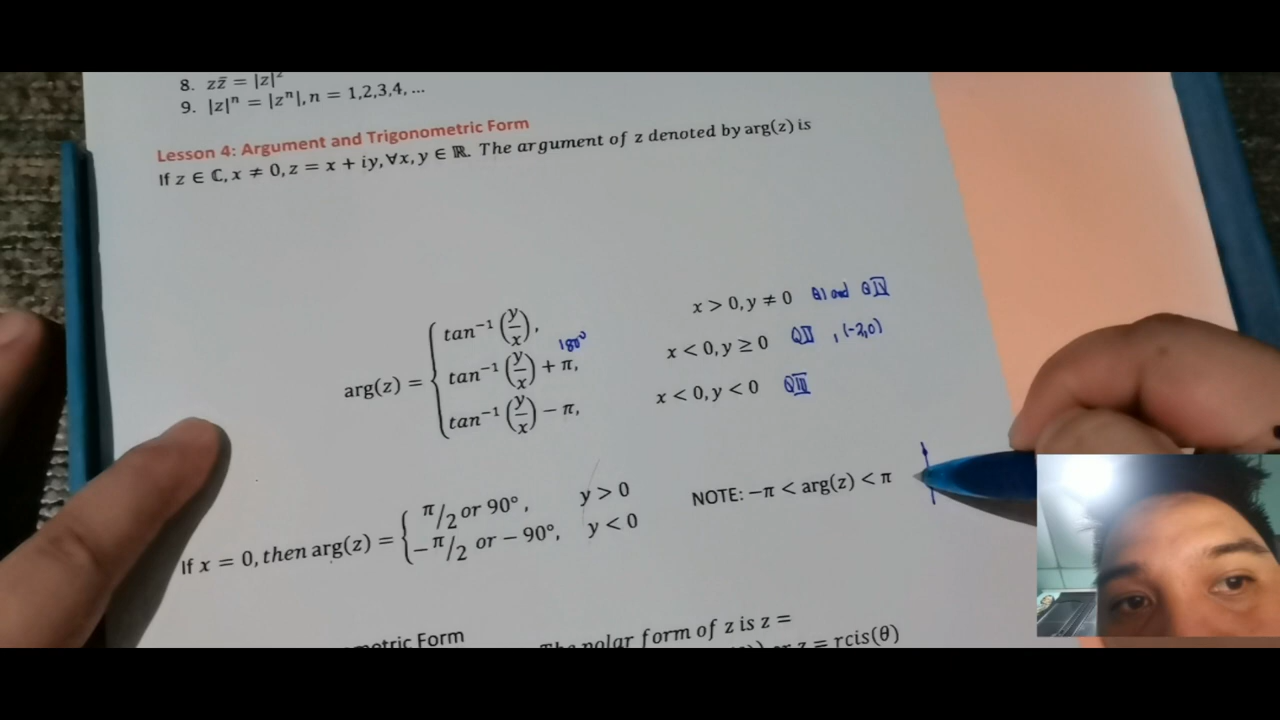 8. zz̄ = |z|²
9. |z|ⁿ = |zⁿ|, n = 1,2,3,4, ...
Lesson 4: Argument and Trigonometric Form
If z ∈ ℂ, x ≠ 0, z = x + iy, ∀x, y ∈ ℝ. The argument of z denoted by arg(z) is
tan⁻¹(y/x), x > 0, y ≠ 0 QI and QIV
180°
arg(z) = tan⁻¹(y/x) + π, x < 0, y ≥ 0 QII , (-2,0)
tan⁻¹(y/x) − π, x < 0, y < 0 QIII
π/2 or 90°, y > 0 NOTE: −π < arg(z) < π
If x = 0, then arg(z) = −π/2 or − 90°, y < 0
Form
polar form of z is z =
z = rcis(θ)